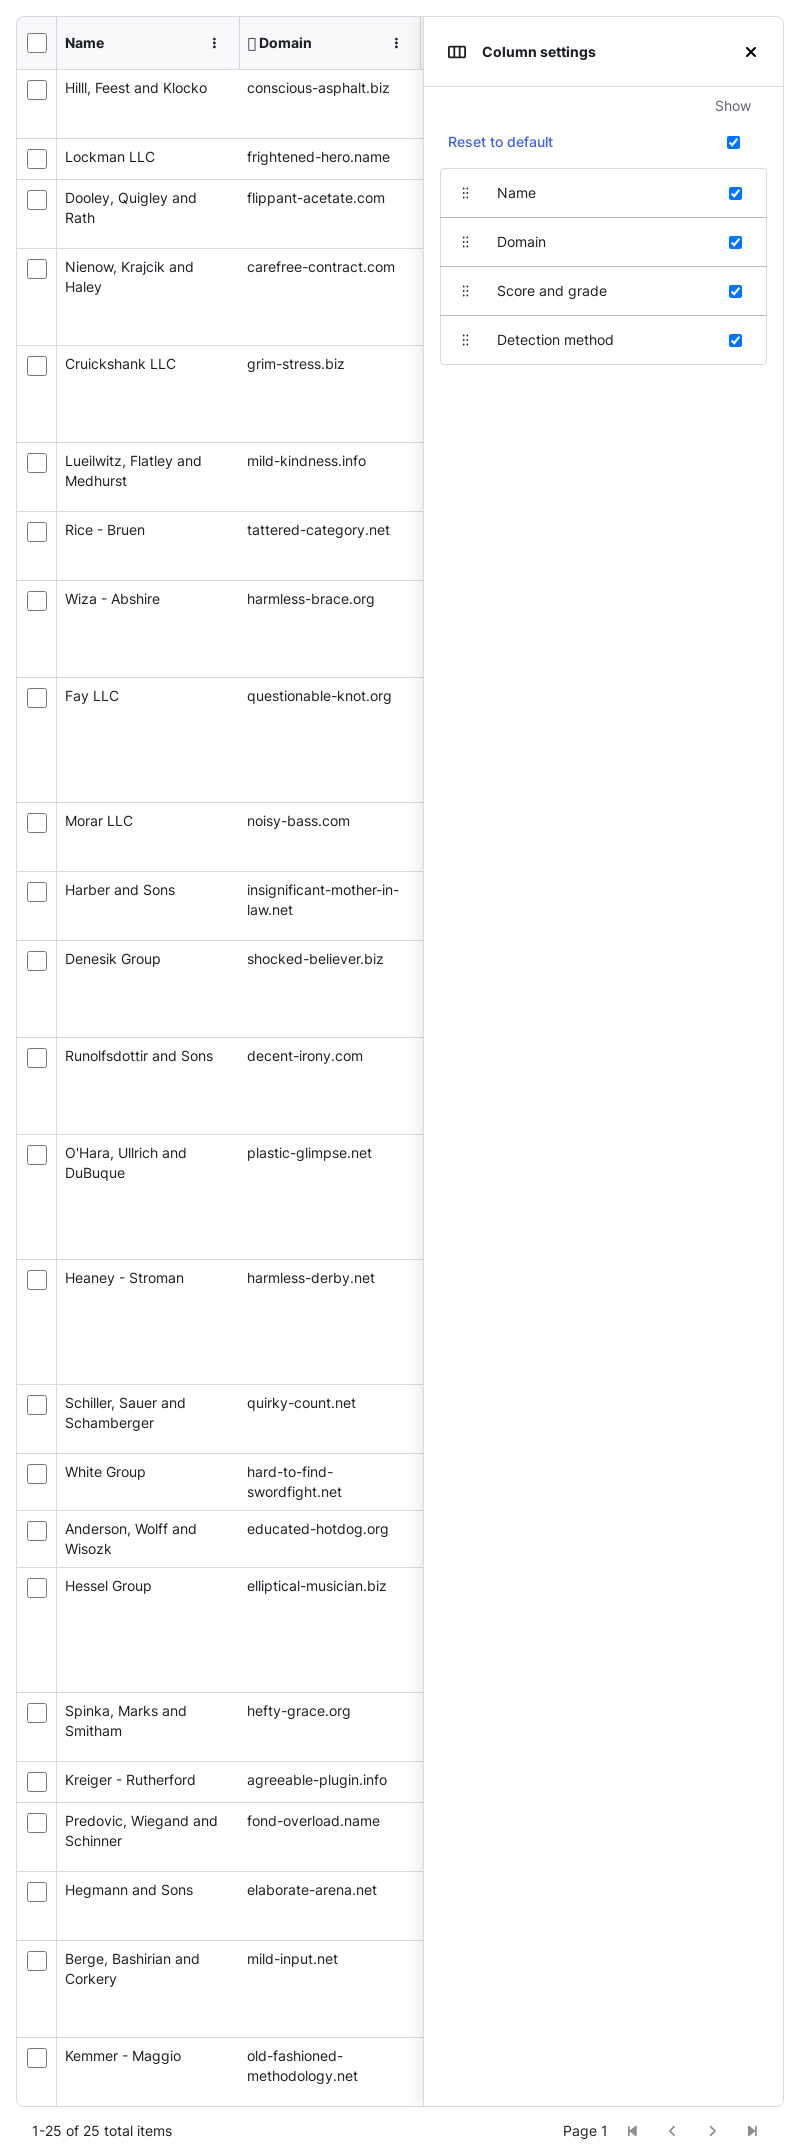 Name
Domain
Column settings
Show
Reset to default
Name
Domain
Score and grade
Detection method
Hilll, Feest and Klocko
conscious-asphalt.biz
Lockman LLC
frightened-hero.name
Dooley, Quigley and
Rath
flippant-acetate.com
Nienow, Krajcik and
Haley
carefree-contract.com
Cruickshank LLC
grim-stress.biz
Lueilwitz, Flatley and
Medhurst
mild-kindness.info
Rice - Bruen
tattered-category.net
Wiza - Abshire
harmless-brace.org
Fay LLC
questionable-knot.org
Morar LLC
noisy-bass.com
Harber and Sons
insignificant-mother-in-
law.net
Denesik Group
shocked-believer.biz
Runolfsdottir and Sons
decent-irony.com
O'Hara, Ullrich and
DuBuque
plastic-glimpse.net
Heaney - Stroman
harmless-derby.net
Schiller, Sauer and
Schamberger
quirky-count.net
White Group
hard-to-find-
swordfight.net
Anderson, Wolff and
Wisozk
educated-hotdog.org
Hessel Group
elliptical-musician.biz
Spinka, Marks and
Smitham
hefty-grace.org
Kreiger - Rutherford
agreeable-plugin.info
Predovic, Wiegand and
Schinner
fond-overload.name
Hegmann and Sons
elaborate-arena.net
Berge, Bashirian and
Corkery
mild-input.net
Kemmer - Maggio
old-fashioned-
methodology.net
1-25 of 25 total items
Page 1